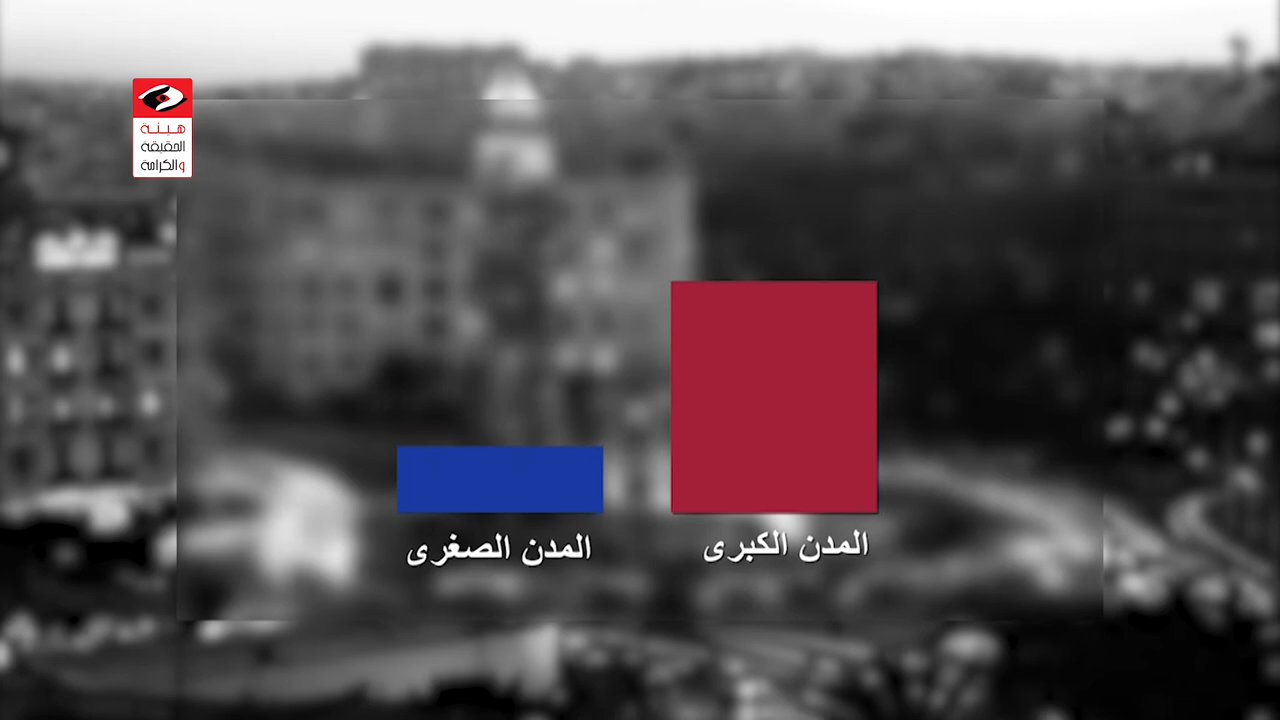 هيئة
الحقيقة
والكرامة
المدن الكبرى
المدن الصغرى